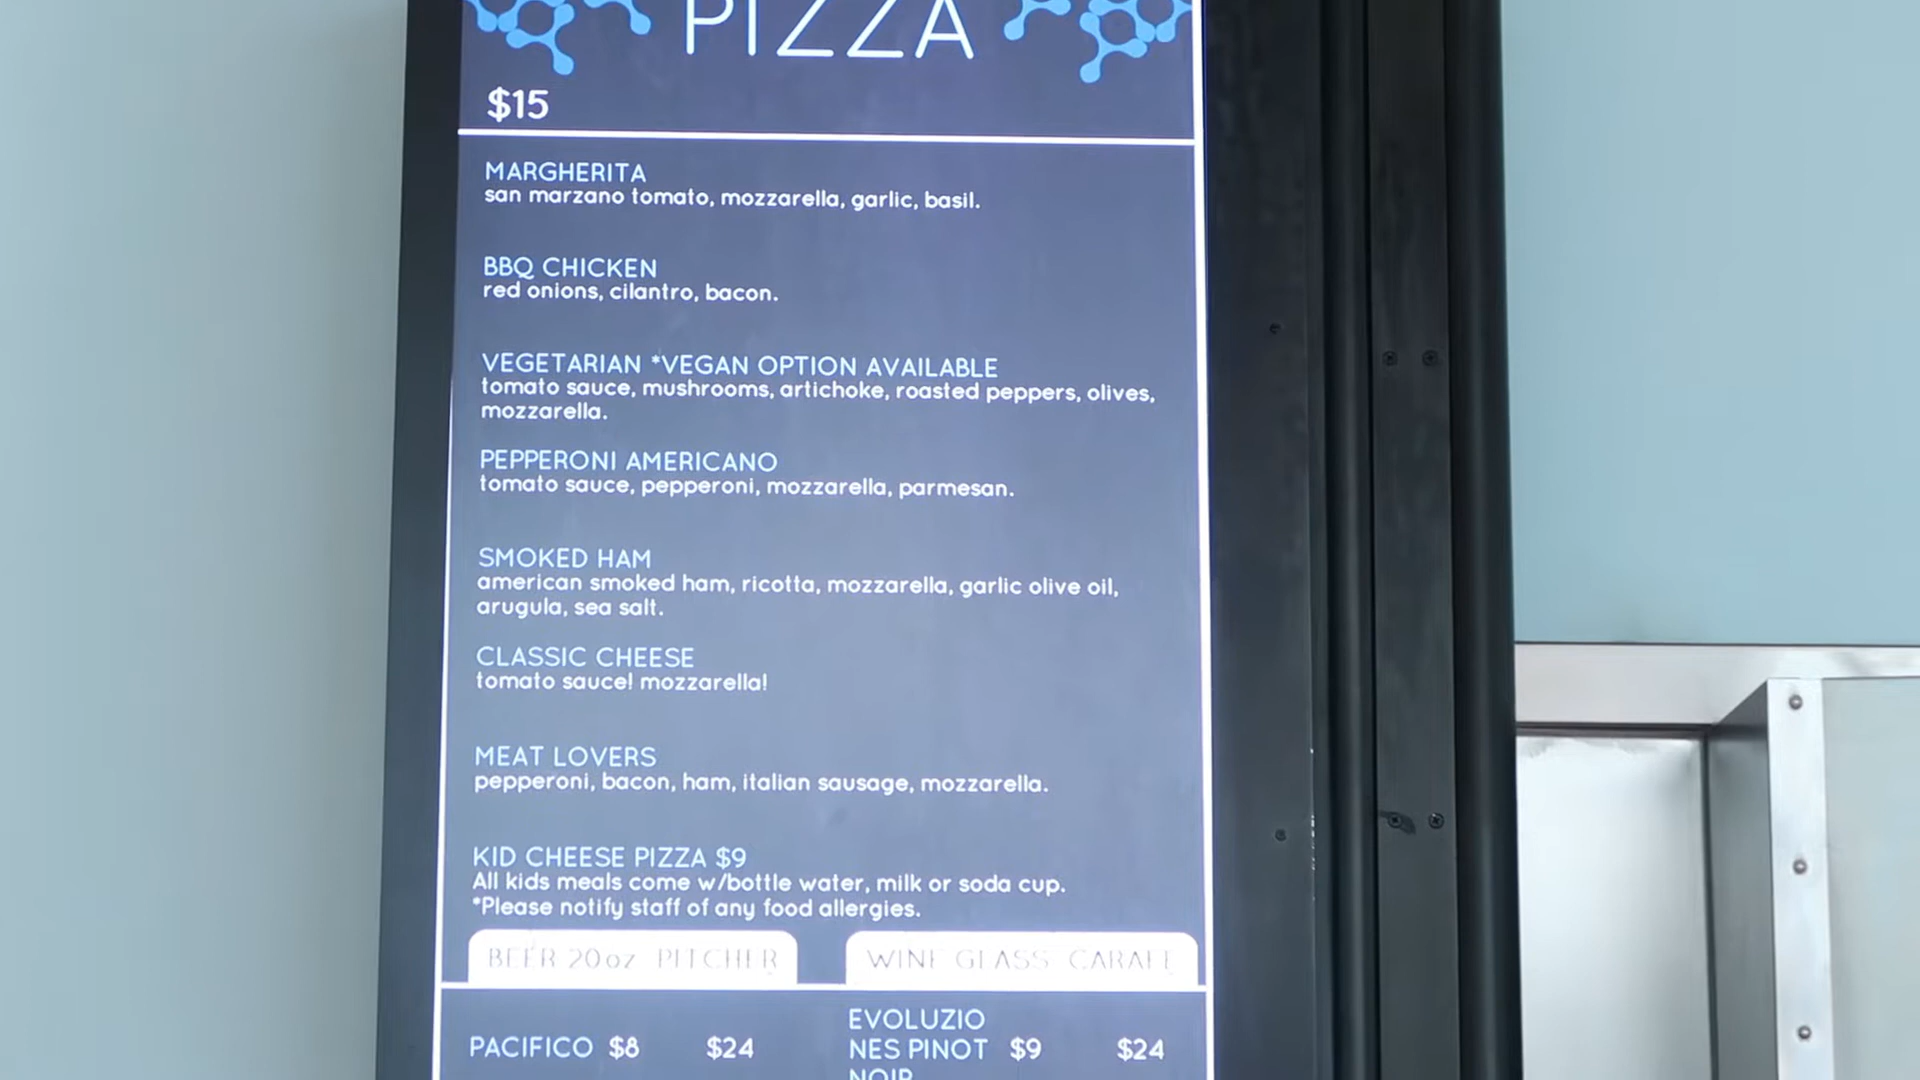 PIZZA
$15
MARGHERITA
san marzano tomato, mozzarella, garlic, basil.
BBQ CHICKEN
red onions, cilantro, bacon.
VEGETARIAN *VEGAN OPTION AVAILABLE
tomato sauce, mushrooms, artichoke, roasted peppers, olives,
mozzarella.
PEPPERONI AMERICANO
tomato sauce, pepperoni, mozzarella, parmesan.
SMOKED HAM
american smoked ham, ricotta, mozzarella, garlic olive oil,
arugula, sea salt.
CLASSIC CHEESE
tomato sauce! mozzarella!
MEAT LOVERS
pepperoni, bacon, ham, italian sausage, mozzarella.
KID CHEESE PIZZA $9
All kids meals come w/bottle water, milk or soda cup.
*Please notify staff of any food allergies.
BEER 20oz PITCHER
WINE GLASS CARAFE
PACIFICO $8 $24
EVOLUZIO
NES PINOT $9 $24
NOIR